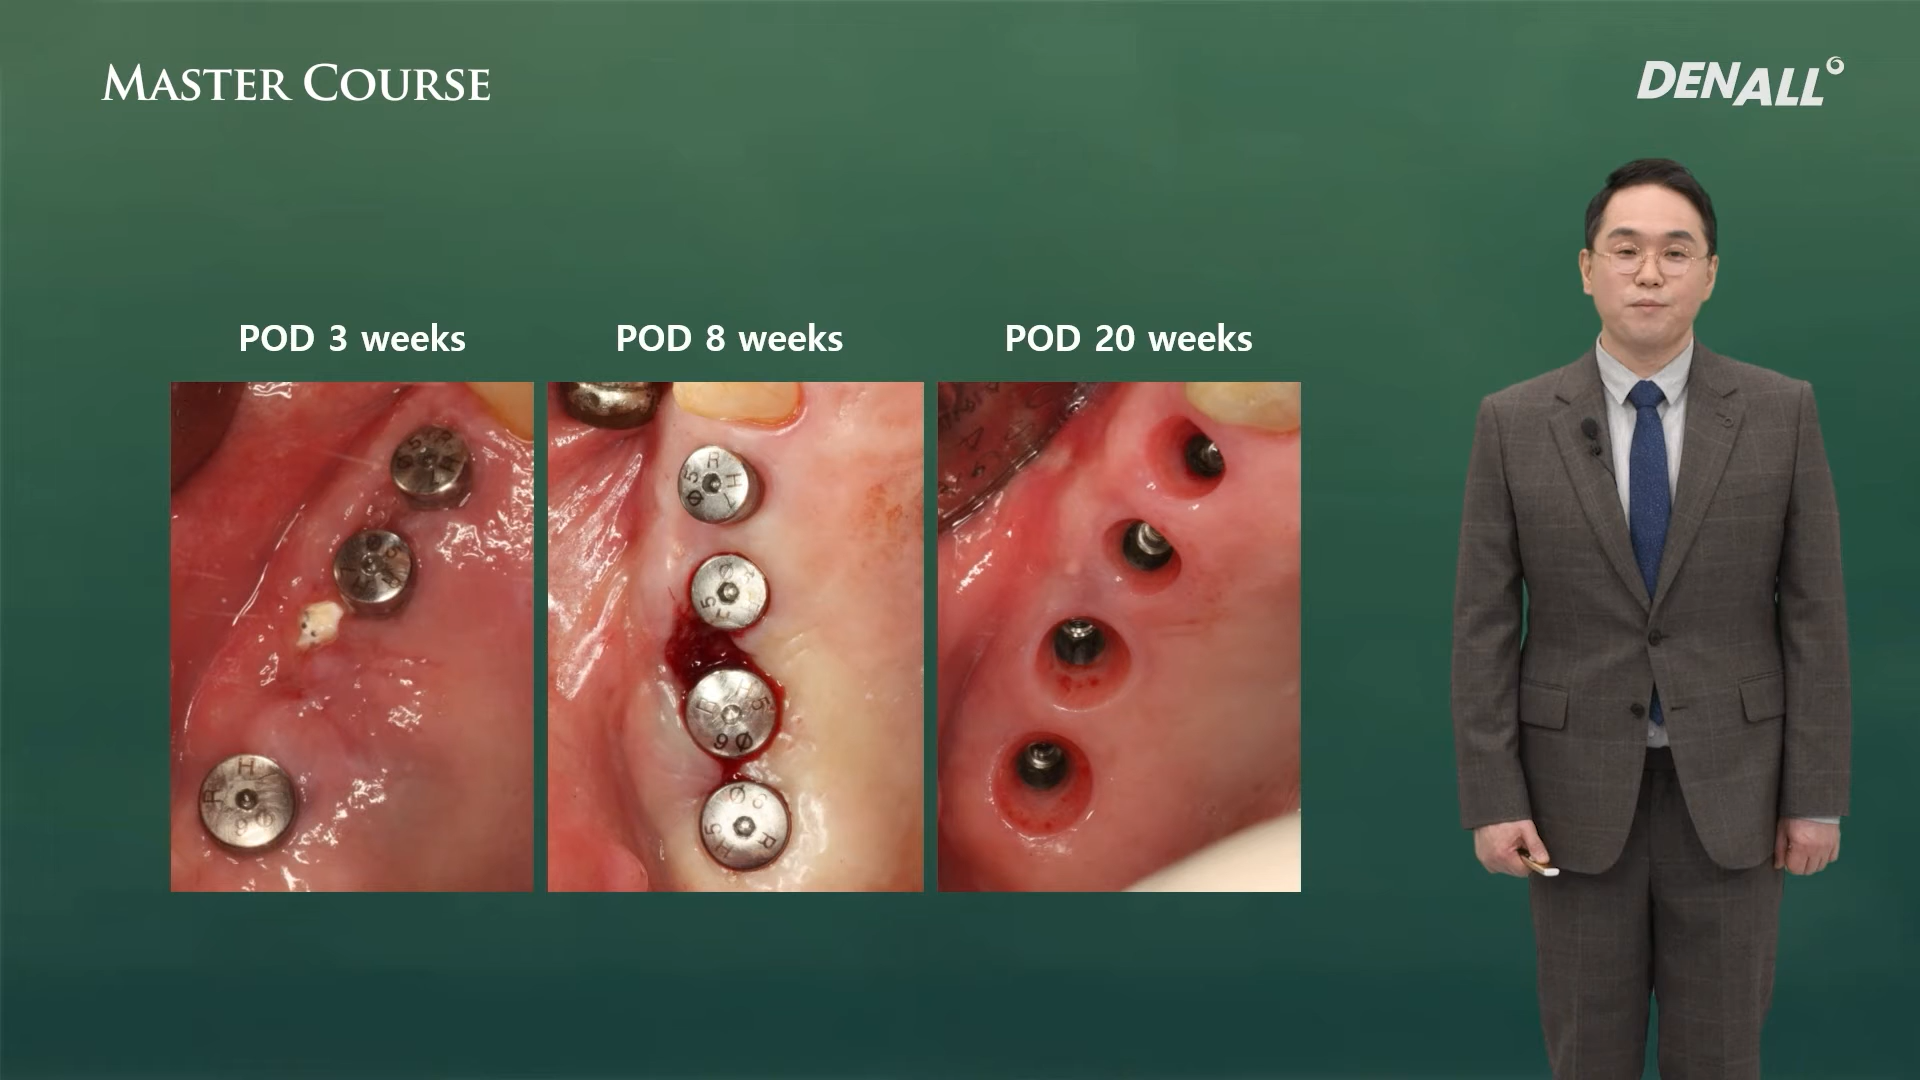 MASTER COURSE
DENALL
POD 3 weeks
POD 8 weeks
POD 20 weeks